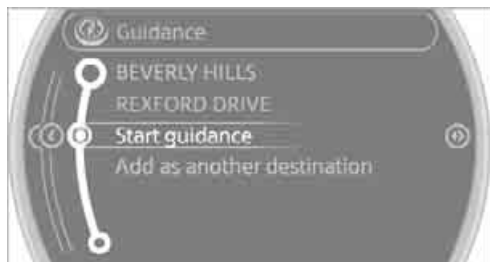 Guidance
BEVERLY HILLS
REXFORD DRIVE
Start guidance
Add as another destination